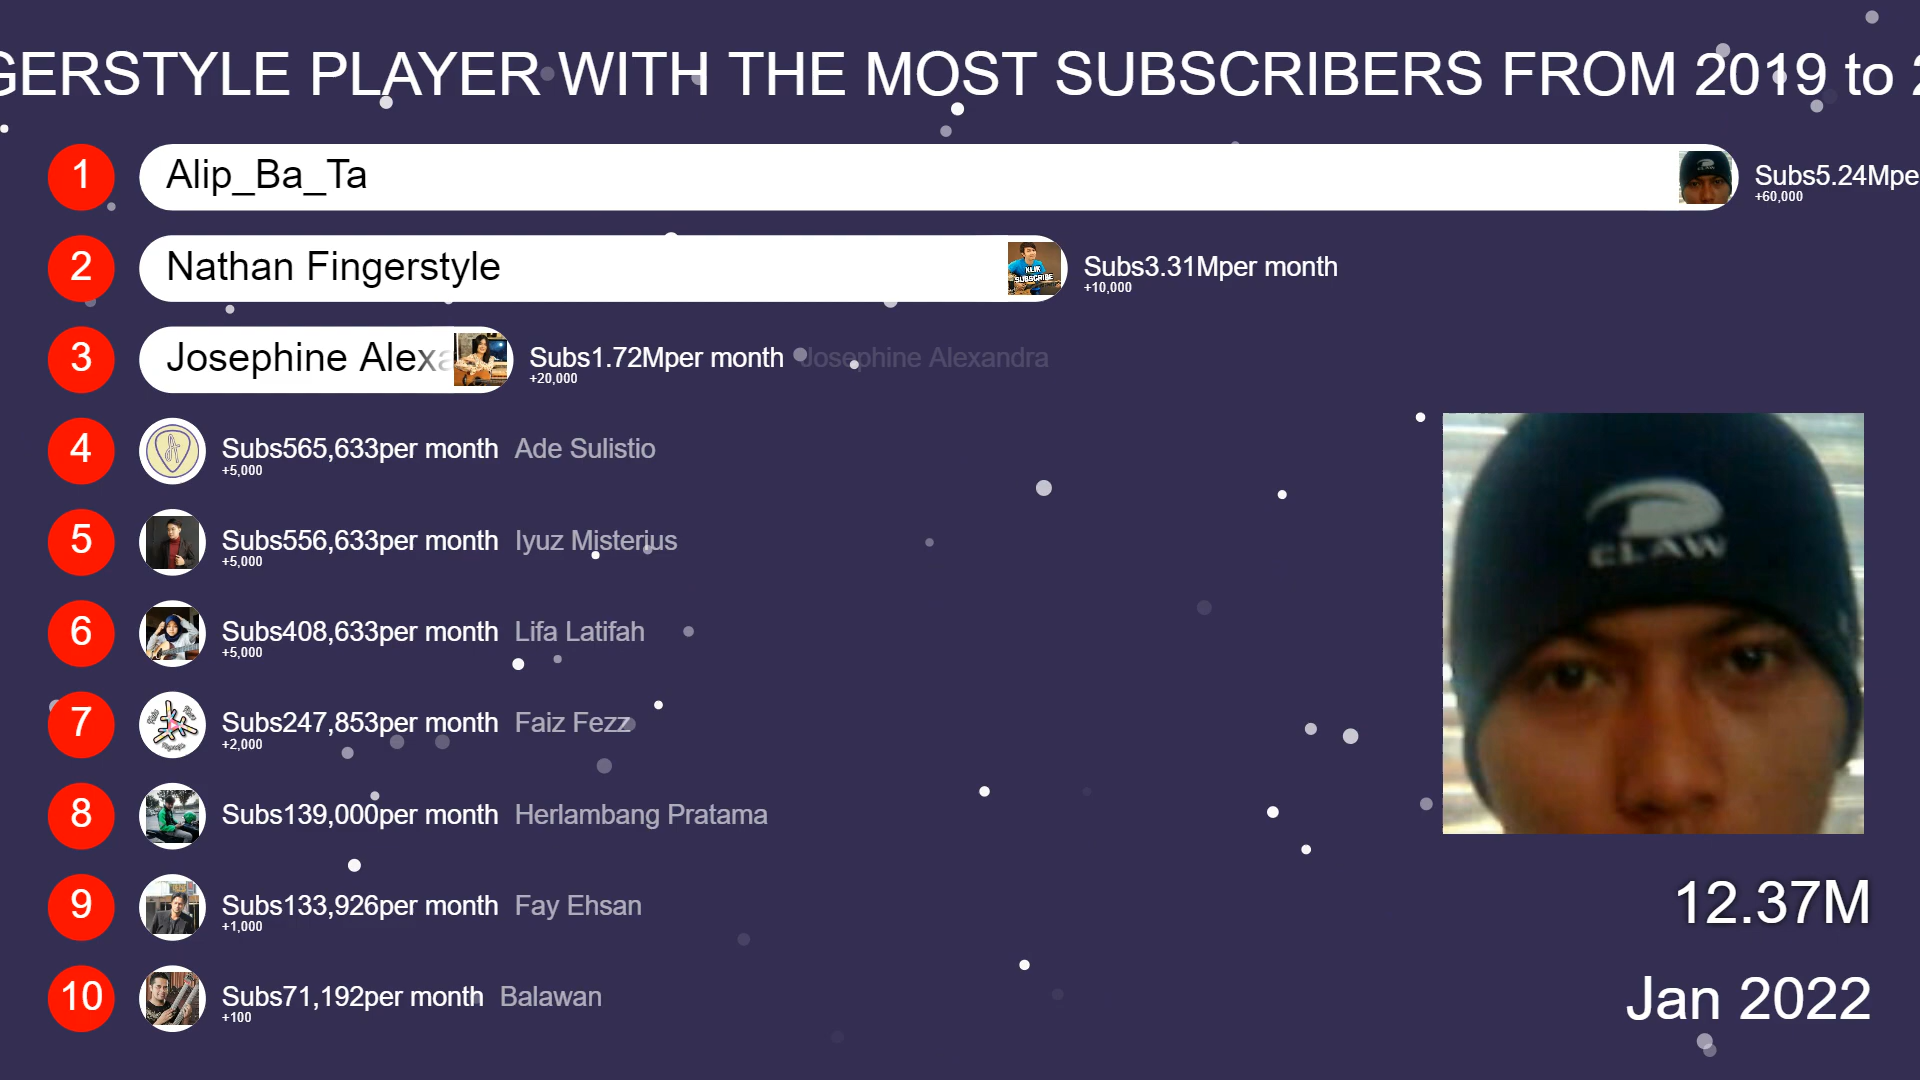 GERSTYLE PLAYER WITH THE MOST SUBSCRIBERS FROM 2019 to 2
1 Alip_Ba_Ta Subs5.24Mpe
+60,000
2 Nathan Fingerstyle KLIK SUBSCRIBE Subs3.31Mper month
+10,000
3 Josephine Alexa Subs1.72Mper month Josephine Alexandra
+20,000
4 Subs565,633per month Ade Sulistio
+5,000
5 Subs556,633per month Iyuz Misterius
+5,000
6 Subs408,633per month Lifa Latifah
+5,000
7 Subs247,853per month Faiz Fezz
+2,000
8 Subs139,000per month Herlambang Pratama
9 Subs133,926per month Fay Ehsan
+1,000
10 Subs71,192per month Balawan
+100
CLAW
12.37M
Jan 2022